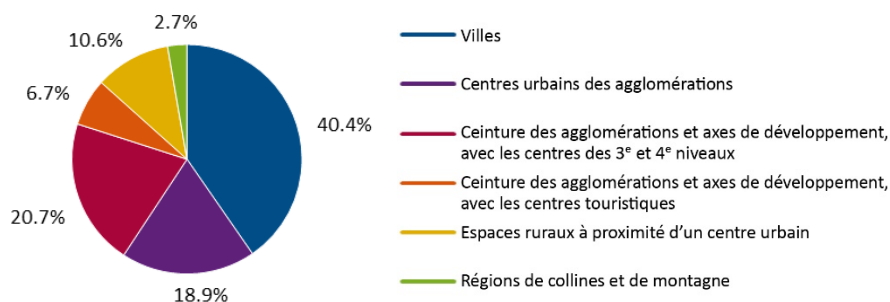 2.7%
10.6%
6.7%
40.4%
20.7%
18.9%
Villes
Centres urbains des agglomérations
Ceinture des agglomérations et axes de développement,
avec les centres des 3e et 4e niveaux
Ceinture des agglomérations et axes de développement,
avec les centres touristiques
Espaces ruraux à proximité d’un centre urbain
Régions de collines et de montagne